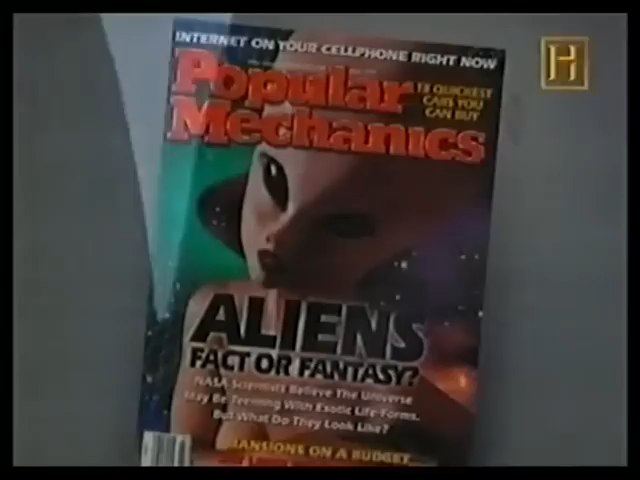 INTERNET ON YOUR CELLPHONE RIGHT NOW
Popular
Mechanics
13 QUICKEST
CARS YOU
CAN BUY
H
ALIENS
FACT OR FANTASY?
NASA Scientists Believe The Universe
May Be Teeming With Exotic Life-Forms.
But What Do They Look Like?
ANSIONS ON A BUDGET